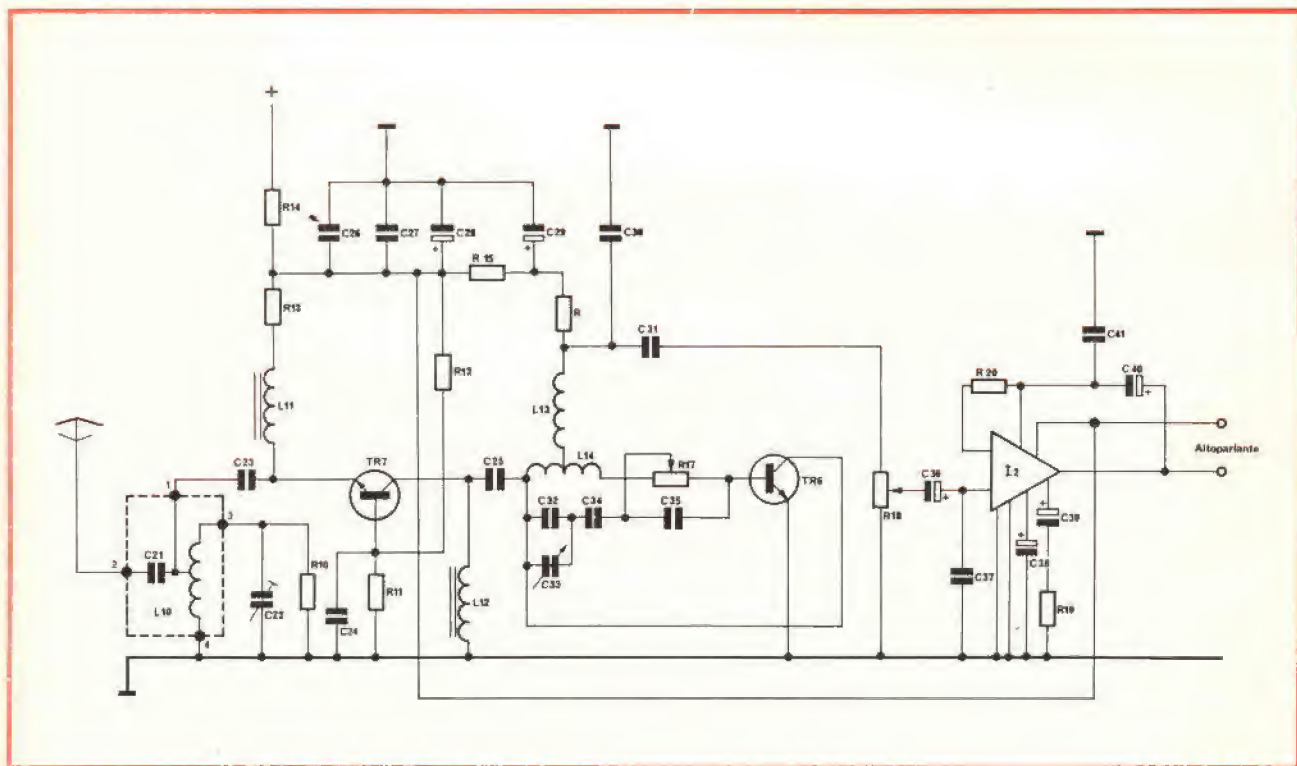 +
R14
C26
C27
C28
+
C29
+
C30
R 15
R13
R
C31
C41
R12
R 20
C 40
+
L11
L13
Altoparlante
C23
TR7
C25
L14
R17
TR6
I2
1
3
C32
C34
C35
R18
C36
+
C39
+
2
C21
R10
C33
C38
+
L10
C22
R11
L12
C37
R19
4
C24